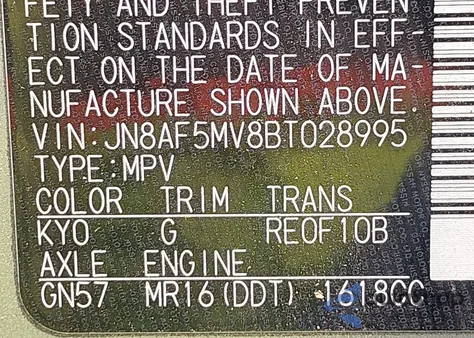 FETY AND THEFT PREVEN
TION STANDARDS IN EFF-
ECT ON THE DATE OF MA-
NUFACTURE SHOWN ABOVE.
VIN:JN8AF5MV8BT028995
TYPE:MPV
COLOR TRIM TRANS
KYO G RE0F10B
AXLE ENGINE
GN57 MR16(DDT) 1618CC